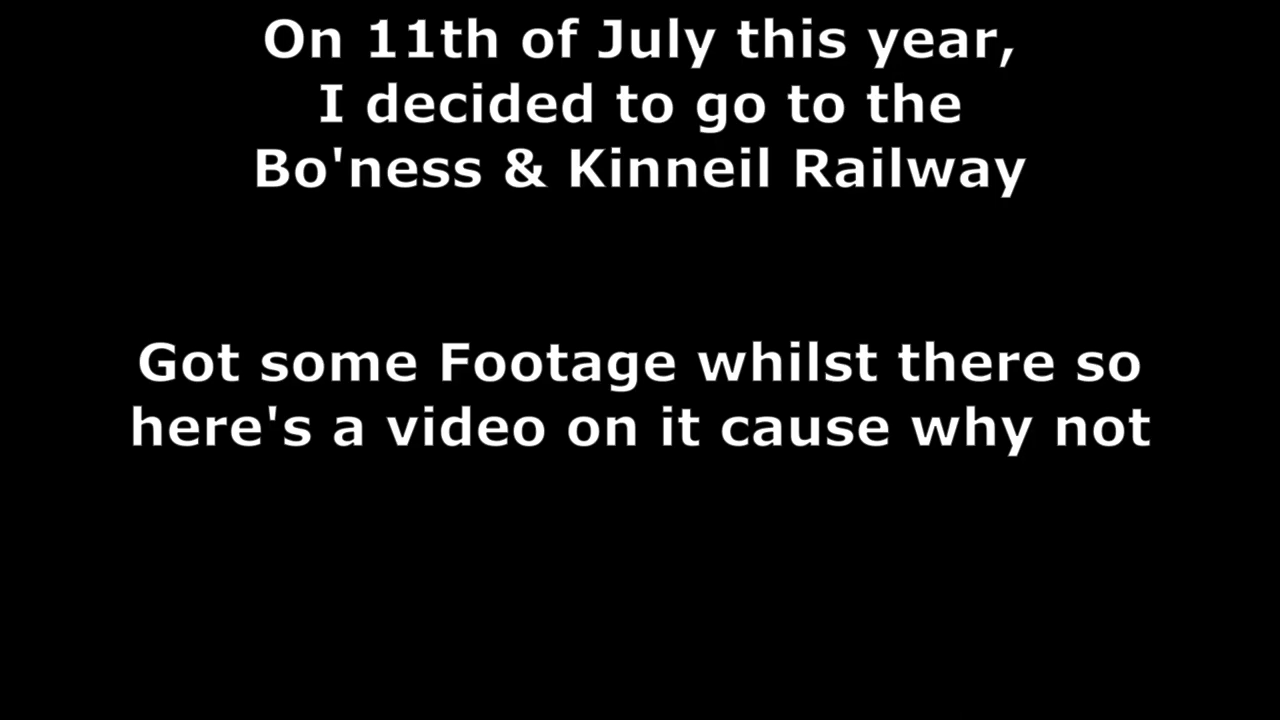 On 11th of July this year,
I decided to go to the
Bo'ness & Kinneil Railway
Got some Footage whilst there so
here's a video on it cause why not